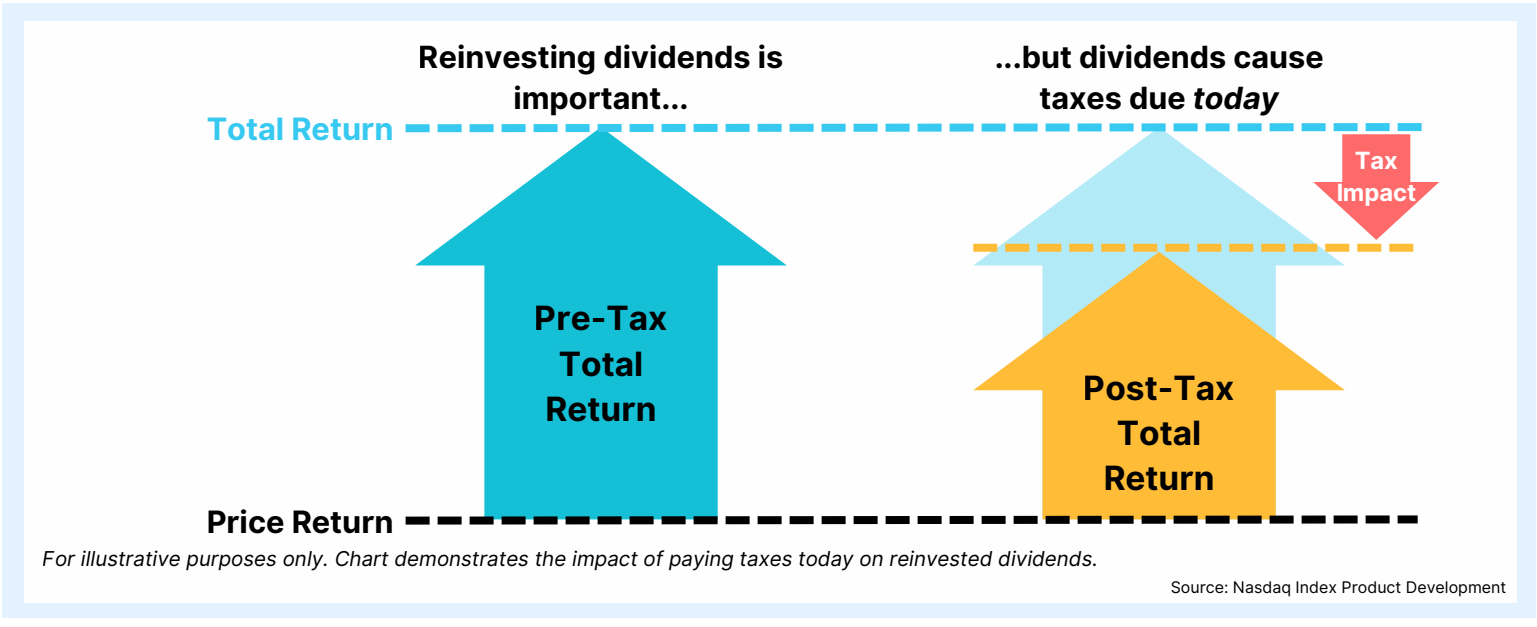 Reinvesting dividends is
important...
...but dividends cause
taxes due today
Total Return
Tax
Impact
Pre-Tax
Total
Return
Post-Tax
Total
Return
Price Return
For illustrative purposes only. Chart demonstrates the impact of paying taxes today on reinvested dividends.
Source: Nasdaq Index Product Development